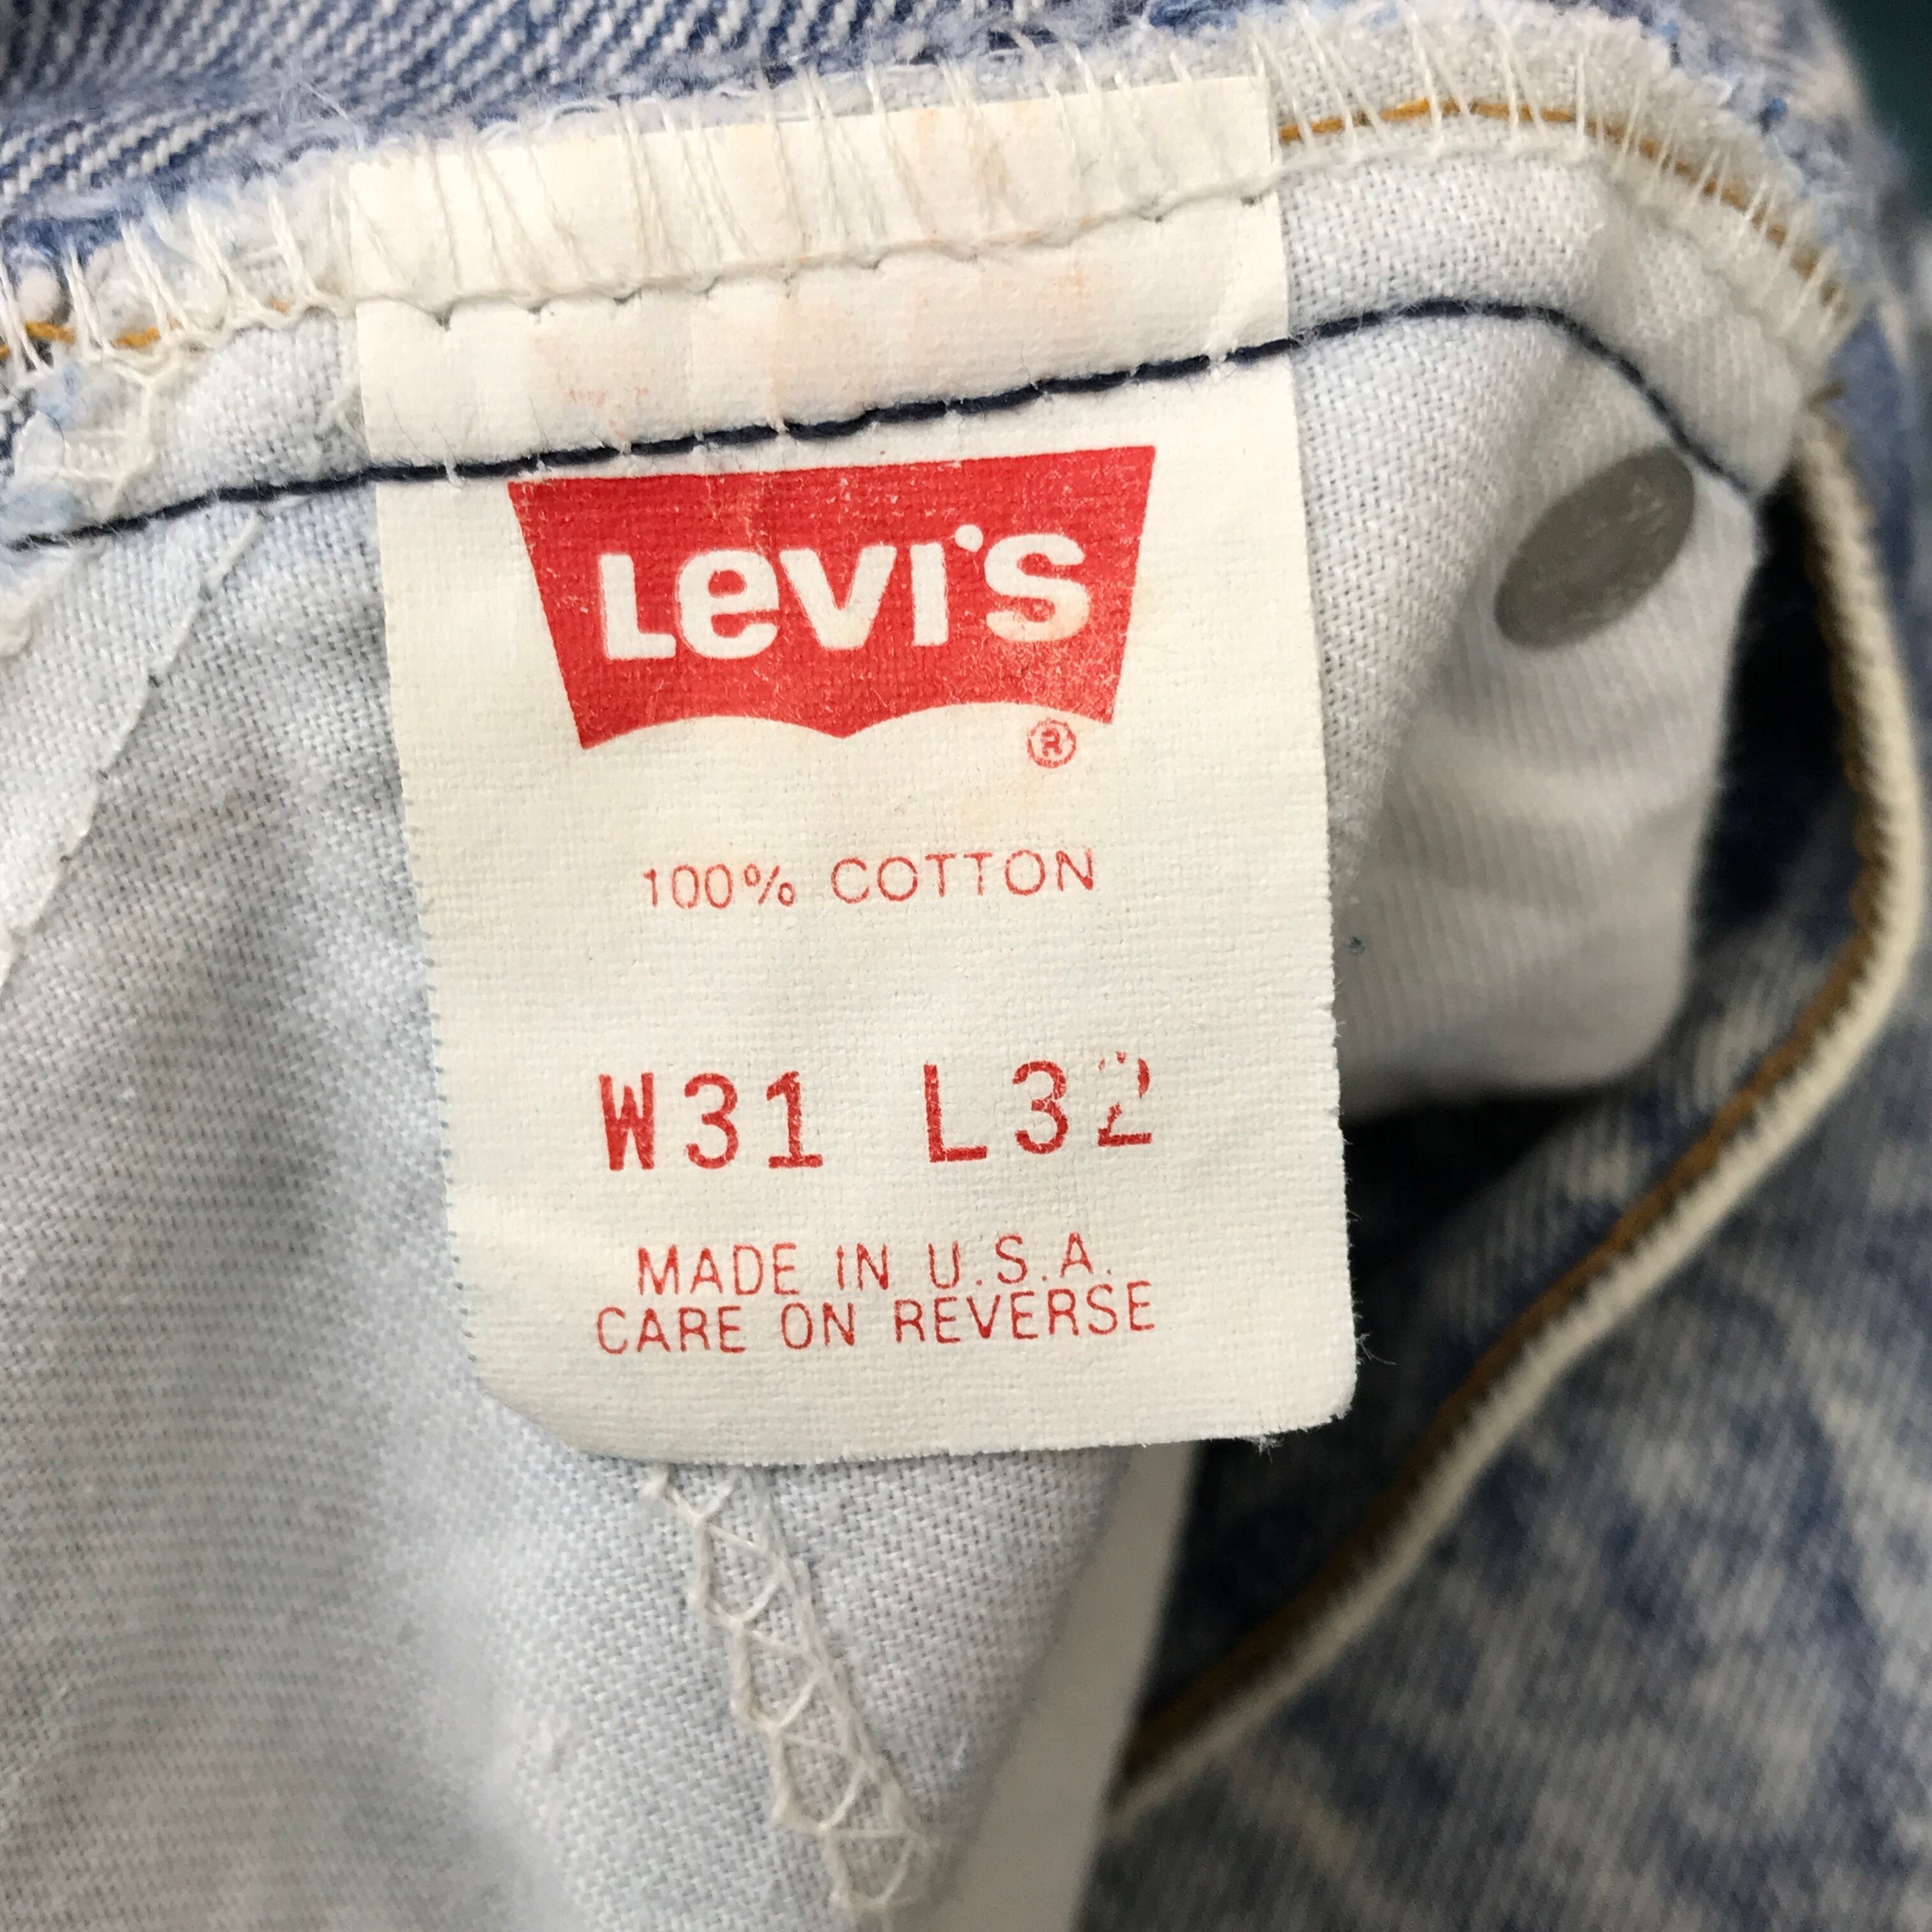 Levi's
®
100% COTTON
W31 L32
MADE IN U.S.A.
CARE ON REVERSE